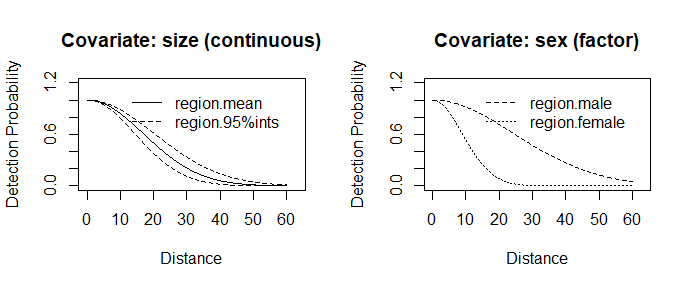 Covariate: size (continuous)
Detection Probability
1.2
0.6
0.0
region.mean
region.95%ints
0 10 20 30 40 50 60
Distance
Covariate: sex (factor)
Detection Probability
1.2
0.6
0.0
region.male
region.female
0 10 20 30 40 50 60
Distance